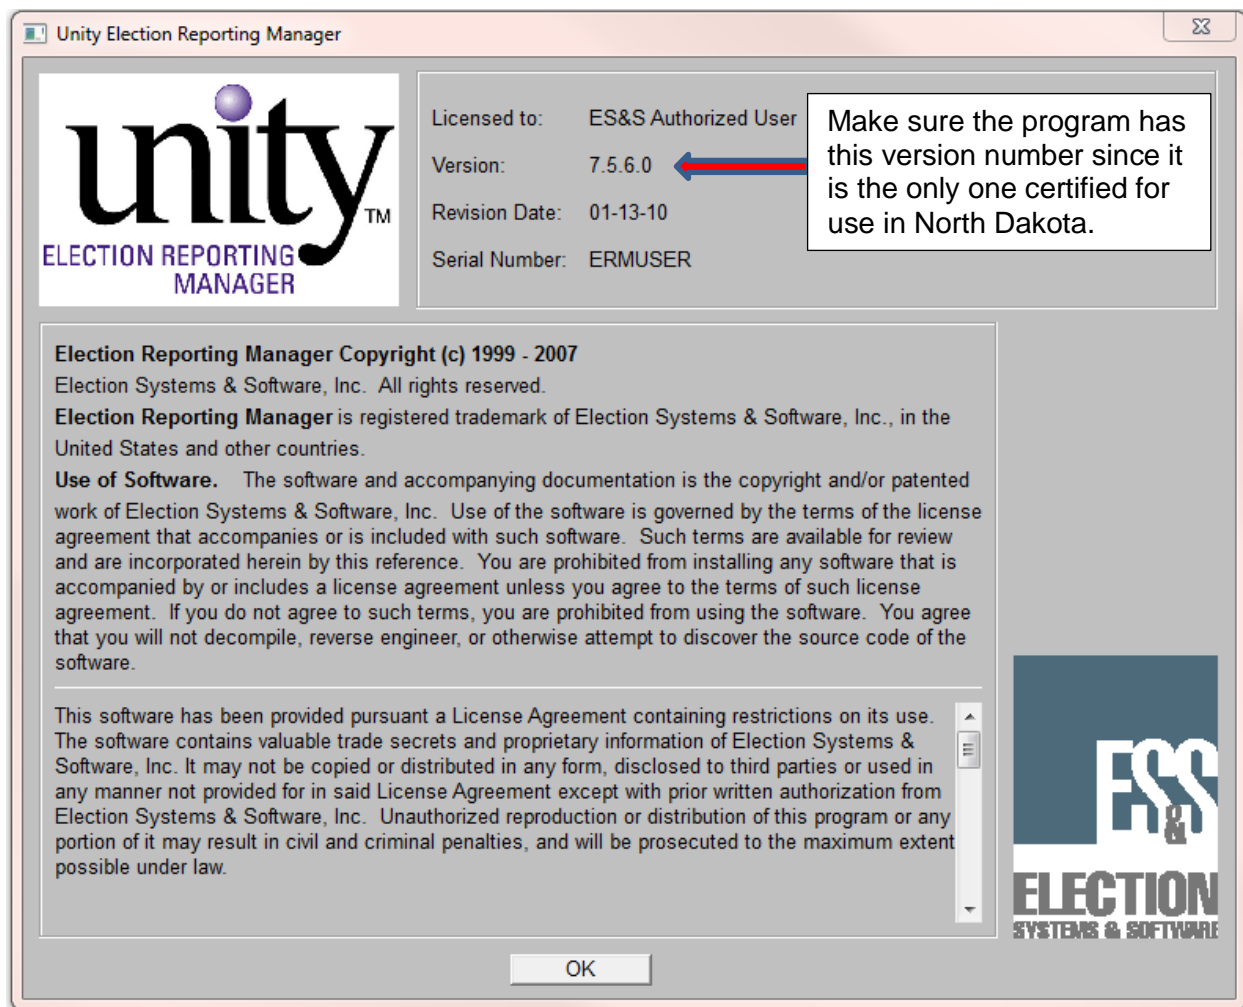 Unity Election Reporting Manager
unity TM
ELECTION REPORTING
MANAGER
Licensed to: ES&S Authorized User
Version: 7.5.6.0
Revision Date: 01-13-10
Serial Number: ERMUSER
Make sure the program has
this version number since it
is the only one certified for
use in North Dakota.
Election Reporting Manager Copyright (c) 1999 - 2007
Election Systems & Software, Inc. All rights reserved.
Election Reporting Manager is registered trademark of Election Systems & Software, Inc., in the
United States and other countries.
Use of Software. The software and accompanying documentation is the copyright and/or patented
work of Election Systems & Software, Inc. Use of the software is governed by the terms of the license
agreement that accompanies or is included with such software. Such terms are available for review
and are incorporated herein by this reference. You are prohibited from installing any software that is
accompanied by or includes a license agreement unless you agree to the terms of such license
agreement. If you do not agree to such terms, you are prohibited from using the software. You agree
that you will not decompile, reverse engineer, or otherwise attempt to discover the source code of the
software.
This software has been provided pursuant a License Agreement containing restrictions on its use.
The software contains valuable trade secrets and proprietary information of Election Systems &
Software, Inc. It may not be copied or distributed in any form, disclosed to third parties or used in
any manner not provided for in said License Agreement except with prior written authorization from
Election Systems & Software, Inc. Unauthorized reproduction or distribution of this program or any
portion of it may result in civil and criminal penalties, and will be prosecuted to the maximum extent
possible under law.
ES&S
ELECTION
SYSTEMS & SOFTWARE
OK